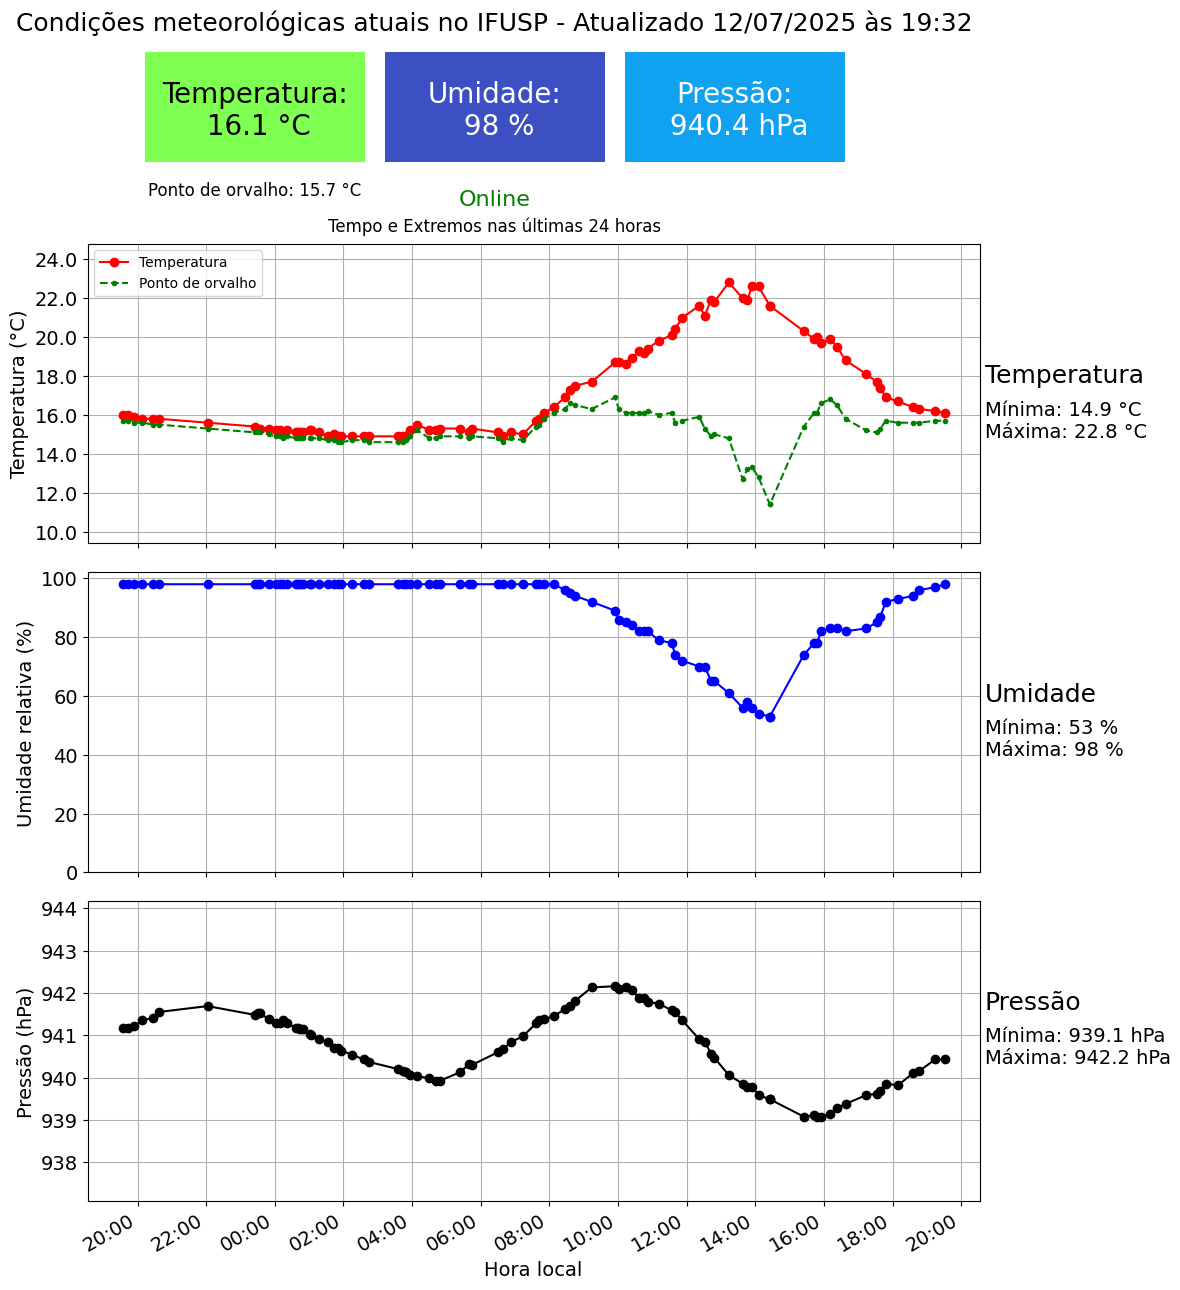 Condições meteorológicas atuais no IFUSP - Atualizado 12/07/2025 às 19:32
Temperatura:
16.1 °C
Umidade:
98 %
Pressão:
940.4 hPa
Ponto de orvalho: 15.7 °C
Online
Tempo e Extremos nas últimas 24 horas
Temperatura (°C)
24.0
22.0
20.0
18.0
16.0
14.0
12.0
10.0
Temperatura
Ponto de orvalho
Temperatura
Mínima: 14.9 °C
Máxima: 22.8 °C
Umidade relativa (%)
100
80
60
40
20
0
Umidade
Mínima: 53 %
Máxima: 98 %
Pressão (hPa)
944
943
942
941
940
939
938
Pressão
Mínima: 939.1 hPa
Máxima: 942.2 hPa
20:00 22:00 00:00 02:00 04:00 06:00 08:00 10:00 12:00 14:00 16:00 18:00 20:00
Hora local